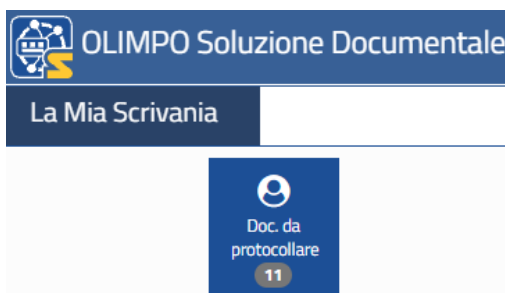 OLIMPO Soluzione Documentale
La Mia Scrivania
Doc. da
protocollare
11